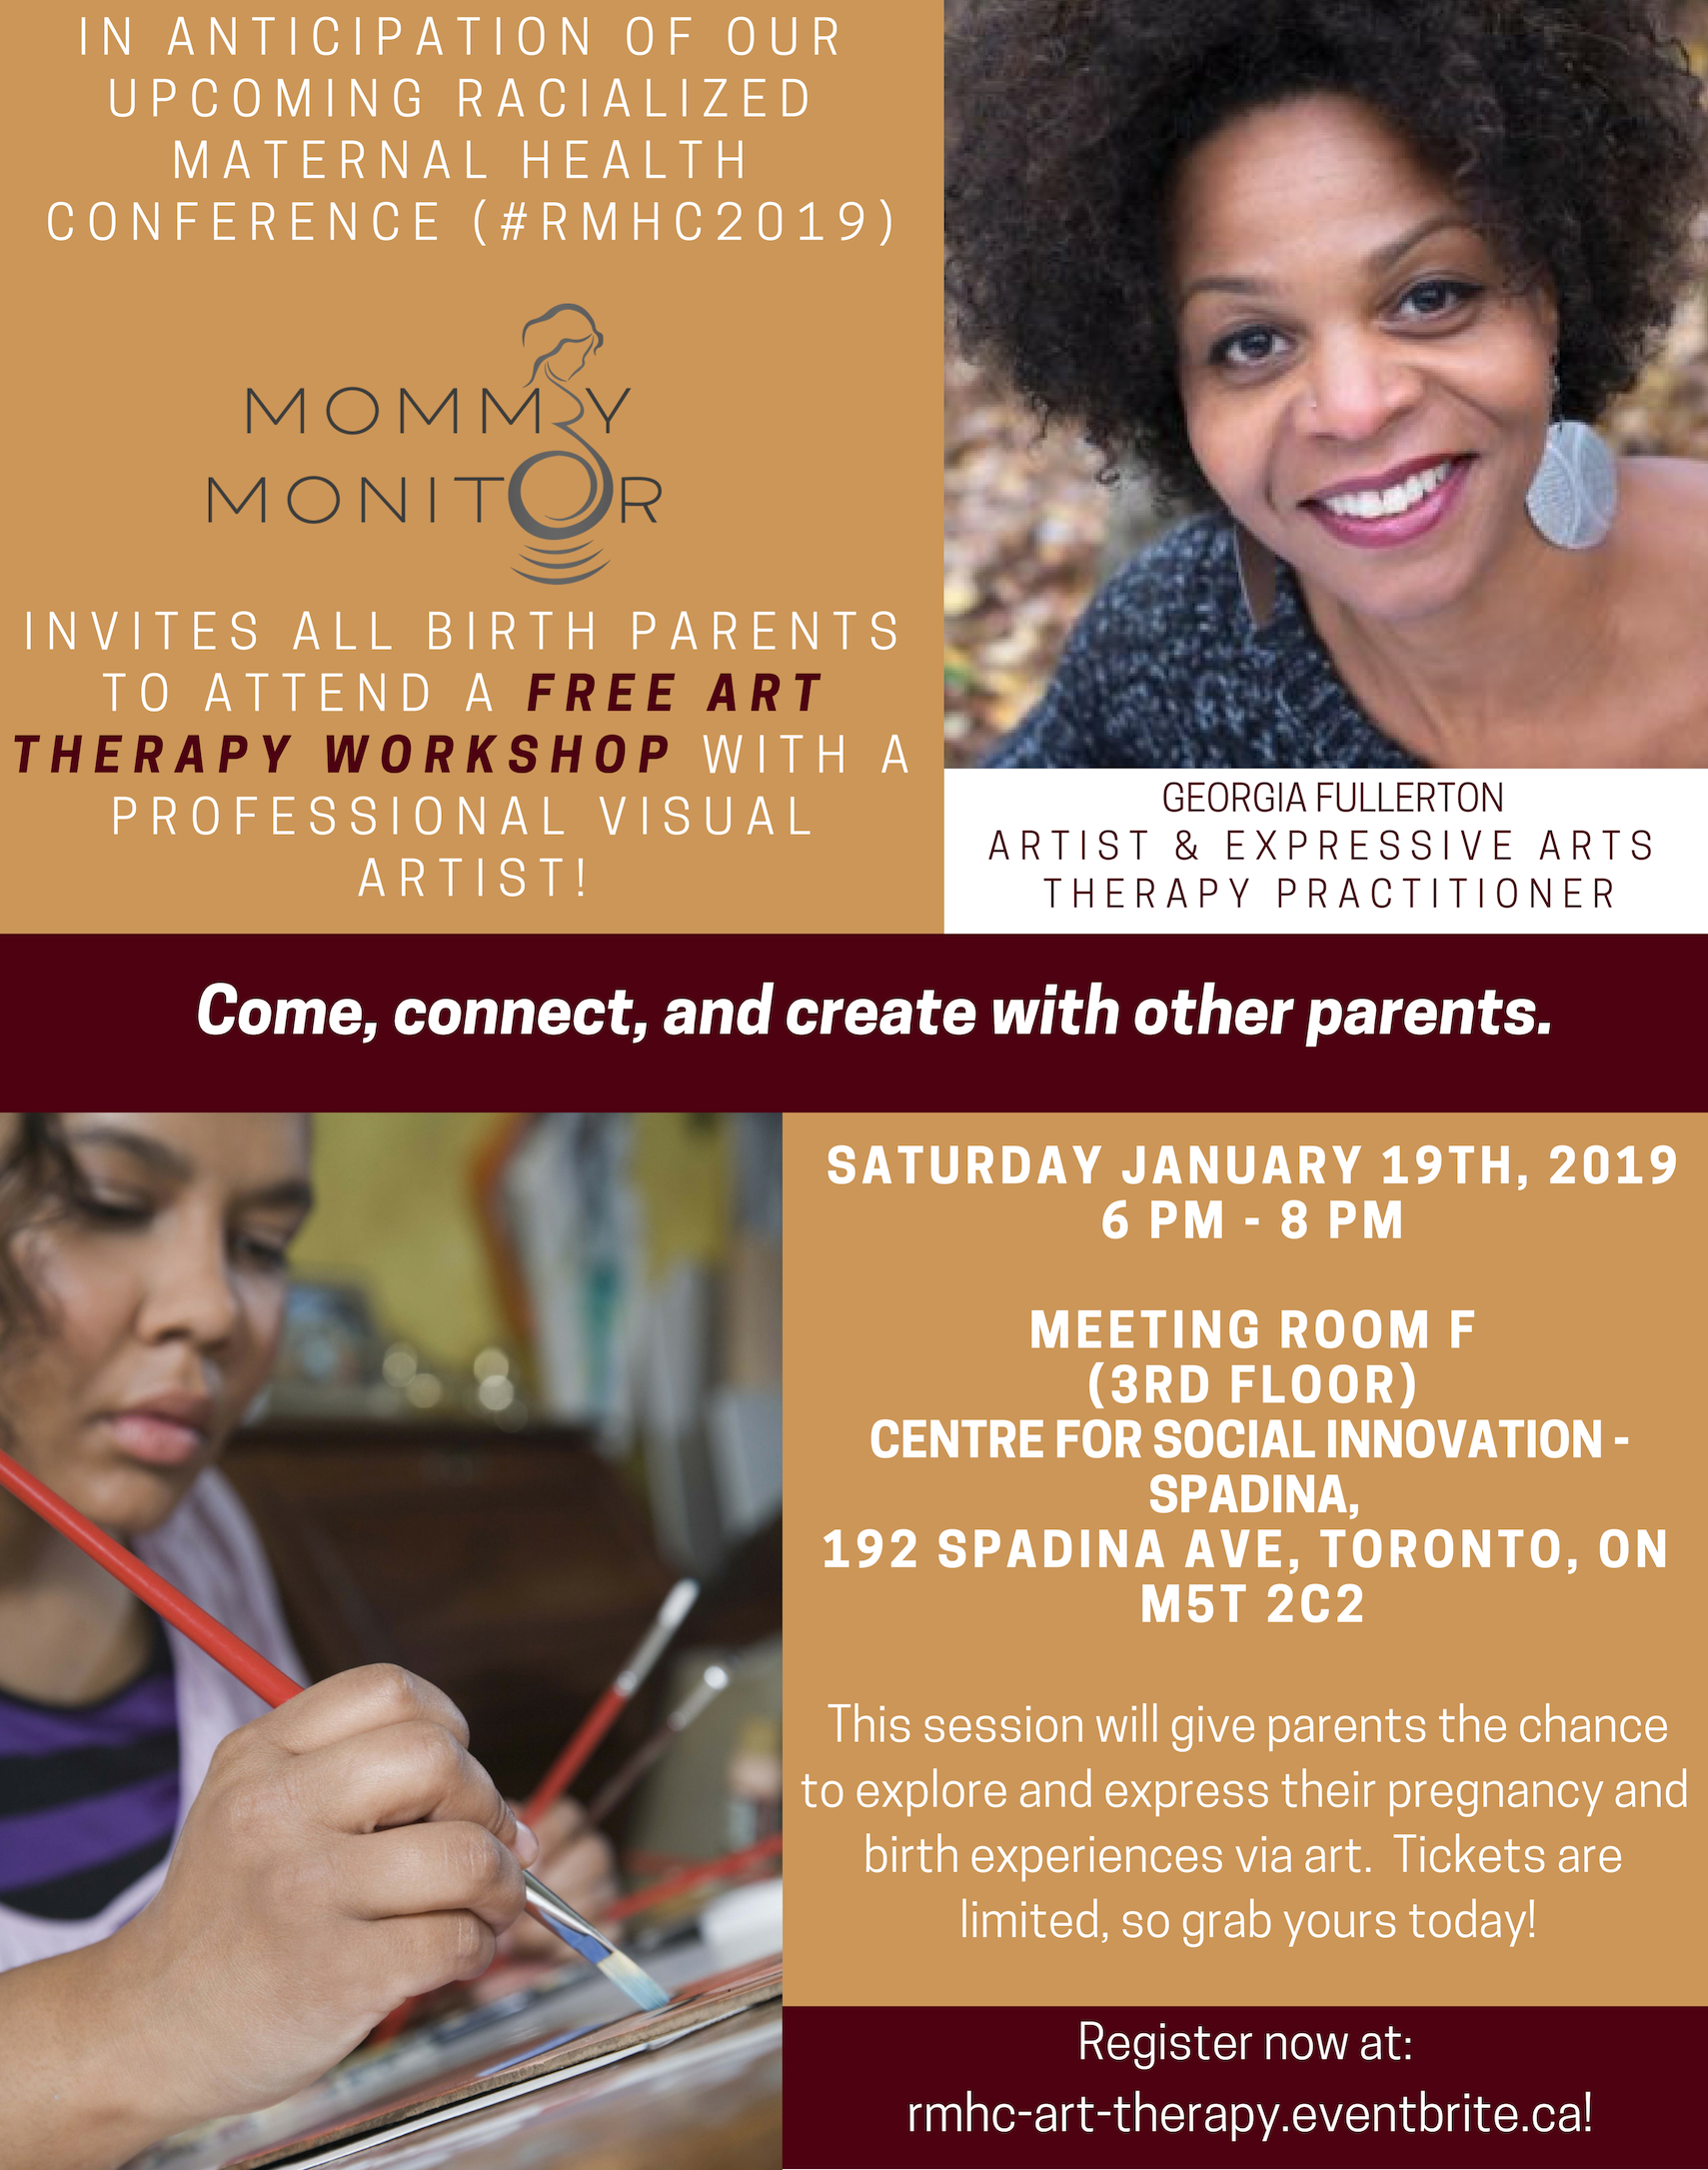 IN ANTICIPATION OF OUR
UPCOMING RACIALIZED
MATERNAL HEALTH
CONFERENCE (#RMHC2019)
MOMMY
MONITOR
INVITES ALL BIRTH PARENTS
TO ATTEND A FREE ART
THERAPY WORKSHOP WITH A
PROFESSIONAL VISUAL
ARTIST!
GEORGIA FULLERTON
ARTIST & EXPRESSIVE ARTS
THERAPY PRACTITIONER
Come, connect, and create with other parents.
SATURDAY JANUARY 19TH, 2019
6 PM - 8 PM
MEETING ROOM F
(3RD FLOOR)
CENTRE FOR SOCIAL INNOVATION -
SPADINA,
192 SPADINA AVE, TORONTO, ON
M5T 2C2
This session will give parents the chance
to explore and express their pregnancy and
birth experiences via art.  Tickets are
limited, so grab yours today!
Register now at:
rmhc-art-therapy.eventbrite.ca!